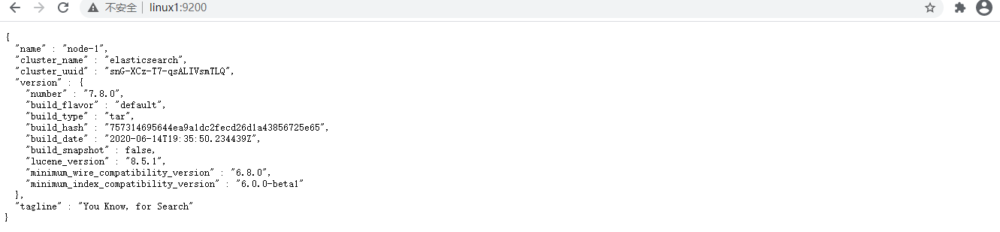 不安全 | linux1:9200
{
  "name" : "node-1",
  "cluster_name" : "elasticsearch",
  "cluster_uuid" : "snG-XCz-T7-qsALIVsmTLQ",
  "version" : {
    "number" : "7.8.0",
    "build_flavor" : "default",
    "build_type" : "tar",
    "build_hash" : "757314695644ea9a1dc2fecd26d1a43856725e65",
    "build_date" : "2020-06-14T19:35:50.234439Z",
    "build_snapshot" : false,
    "lucene_version" : "8.5.1",
    "minimum_wire_compatibility_version" : "6.8.0",
    "minimum_index_compatibility_version" : "6.0.0-beta1"
  },
  "tagline" : "You Know, for Search"
}